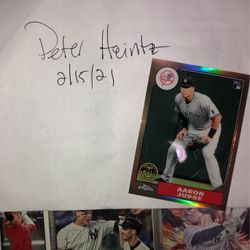 Peter Heintz
2/15/21
AARON
JUDGE